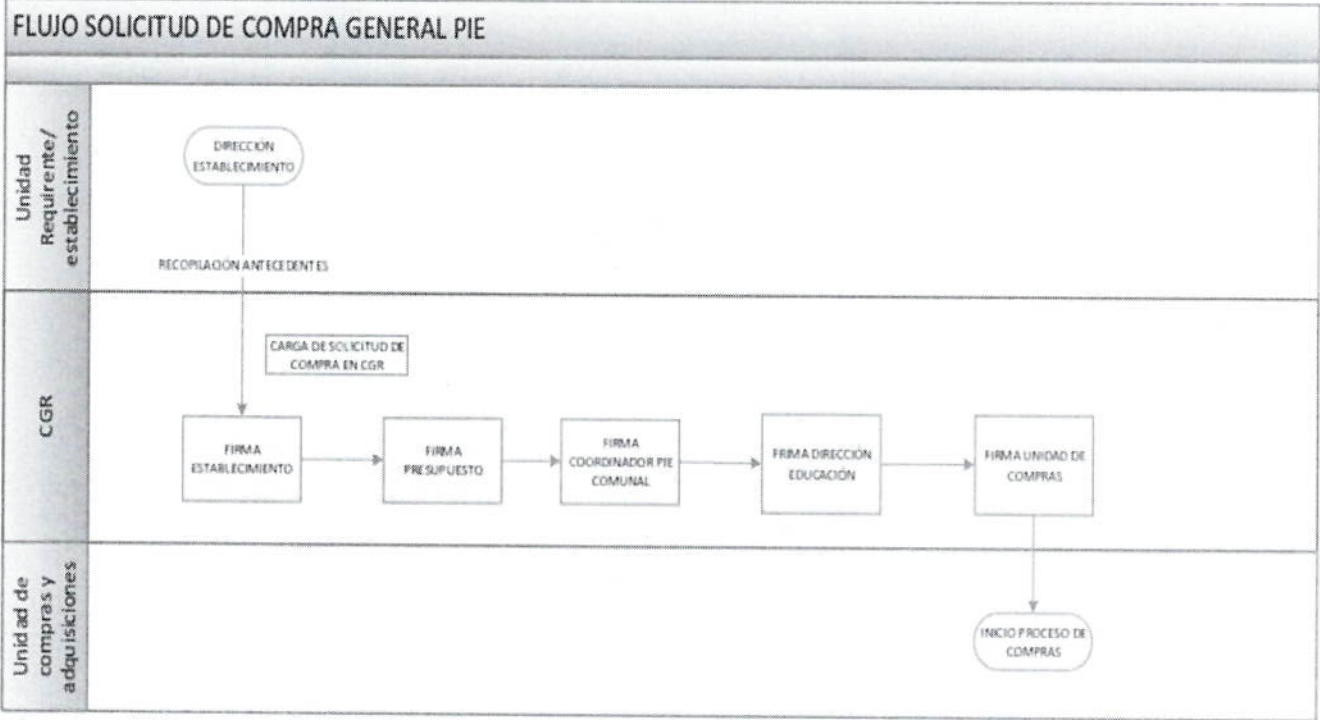 FLUJO SOLICITUD DE COMPRA GENERAL PIE
Unidad
Requirente/
establecimiento
DIRECCIÓN
ESTABLECIMIENTO
RECOPILACIÓN ANTECEDENTES
CGR
CARGA DE SOLICITUD DE
COMPRA EN CGR
FIRMA
ESTABLECIMIENTO
FIRMA
PRESUPUESTO
FIRMA
COORDINADOR PIE
COMUNAL
FRIMA DIRECCIÓN
EDUCACIÓN
FIRMA UNIDAD DE
COMPRAS
Unidad de
compras y
adquisiciones
INICIO PROCESO DE
COMPRAS